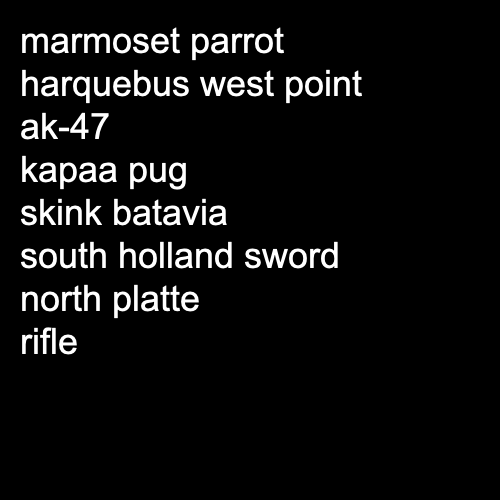 marmoset parrot
harquebus west point
ak-47
kapaa pug
skink batavia
south holland sword
north platte
rifle